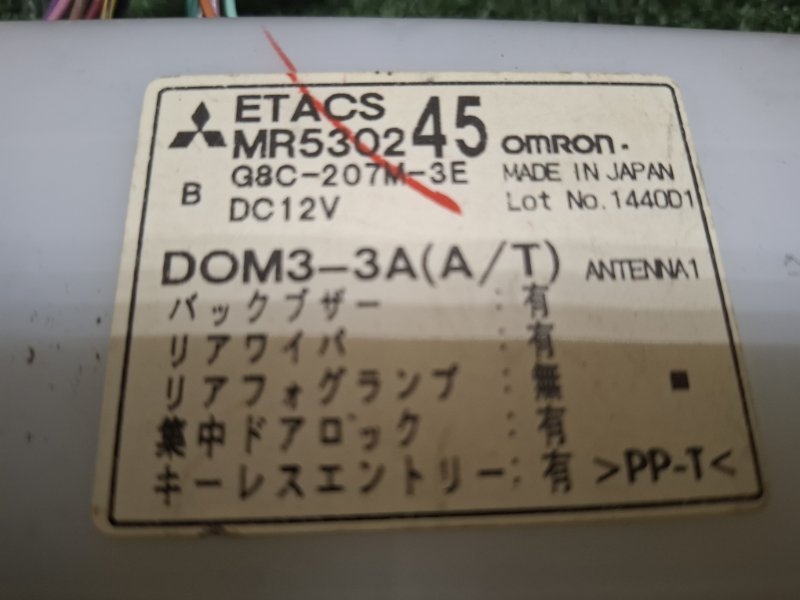 ETACS
MR530245 OMRON.
B G8C-207M-3E MADE IN JAPAN
DC12V Lot No.1440D1
DOM3-3A(A/T) ANTENNA1
バックブザー : 有
リアワイパ : 有
リアフォグランプ : 無
集中ドアロック : 有
キーレスエントリー : 有 >PP-T<